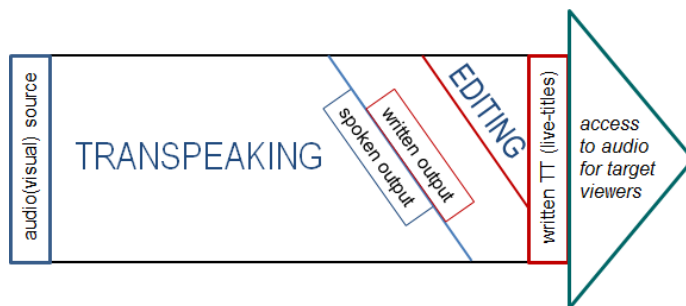 audio(visual) source
TRANSPEAKING
spoken output
written output
EDITING
written TT (live-titles)
access
to audio
for target
viewers